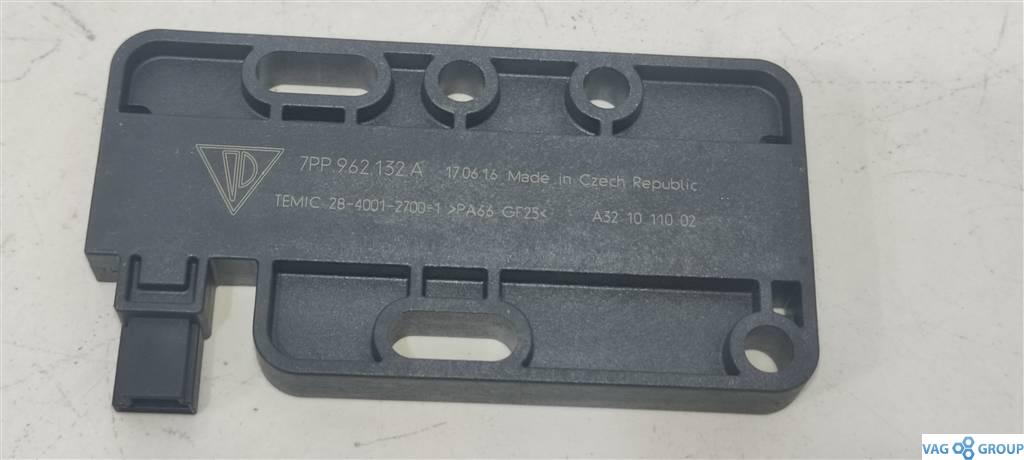 7PP 962 132 A 17.06.16 Made in Czech Republic
TEMIC 28-4001-2700-1 >PA66 GF25< A32 10 110 02
VAG GROUP